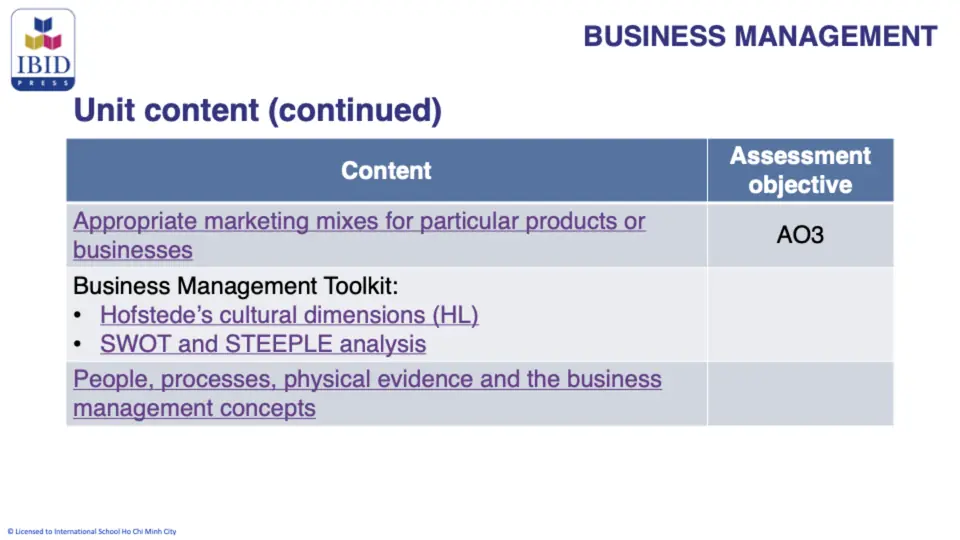 IBID
PRESS
BUSINESS MANAGEMENT
Unit content (continued)
Content
Assessment
objective
Appropriate marketing mixes for particular products or
businesses
AO3
Business Management Toolkit:
• Hofstede's cultural dimensions (HL)
• SWOT and STEEPLE analysis
People, processes, physical evidence and the business
management concepts
© Licensed to International School Ho Chi Minh City